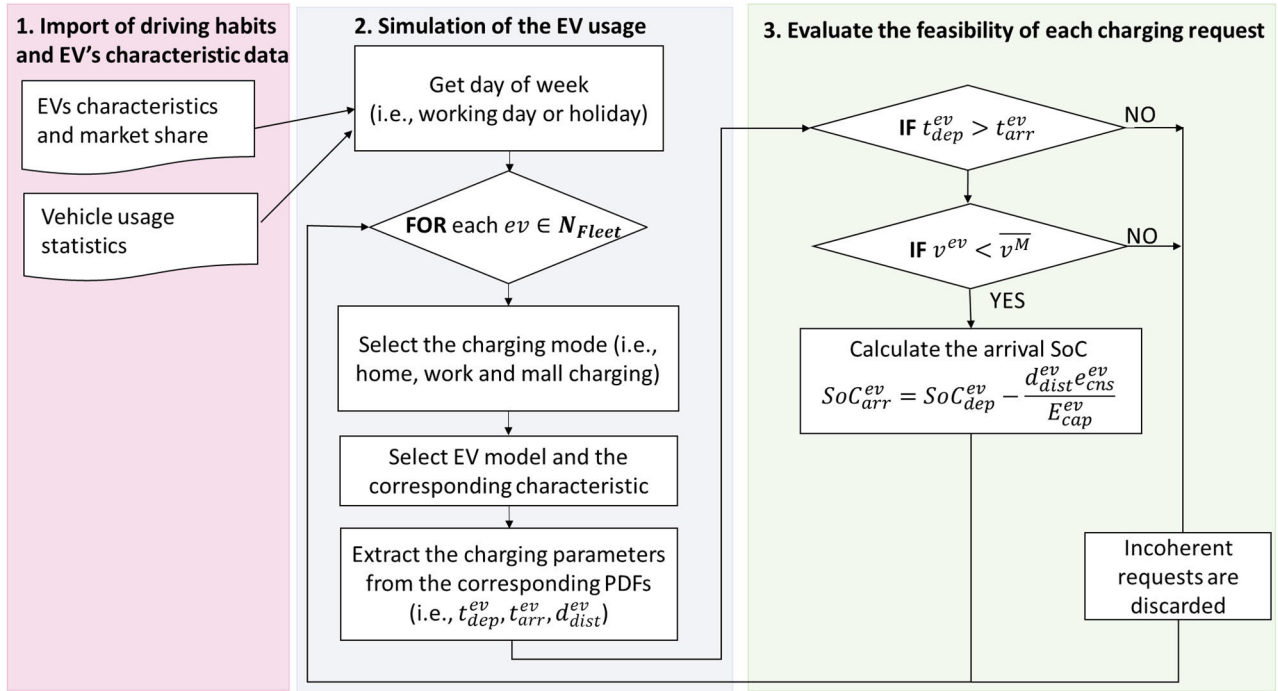 1. Import of driving habits
and EV's characteristic data
EVs characteristics
and market share
Vehicle usage
statistics
2. Simulation of the EV usage
Get day of week
(i.e., working day or holiday)
FOR each ev ∈ N_Fleet
Select the charging mode (i.e.,
home, work and mall charging)
Select EV model and the
corresponding characteristic
Extract the charging parameters
from the corresponding PDFs
(i.e., t_dep^ev, t_arr^ev, d_dist^ev)
3. Evaluate the feasibility of each charging request
IF t_dep^ev > t_arr^ev
NO
IF v^ev < \overline{v^M}
NO
YES
Calculate the arrival SoC
SoC_arr^ev = SoC_dep^ev − \frac{d_dist^ev e_cns^ev}{E_cap^ev}
Incoherent
requests are
discarded